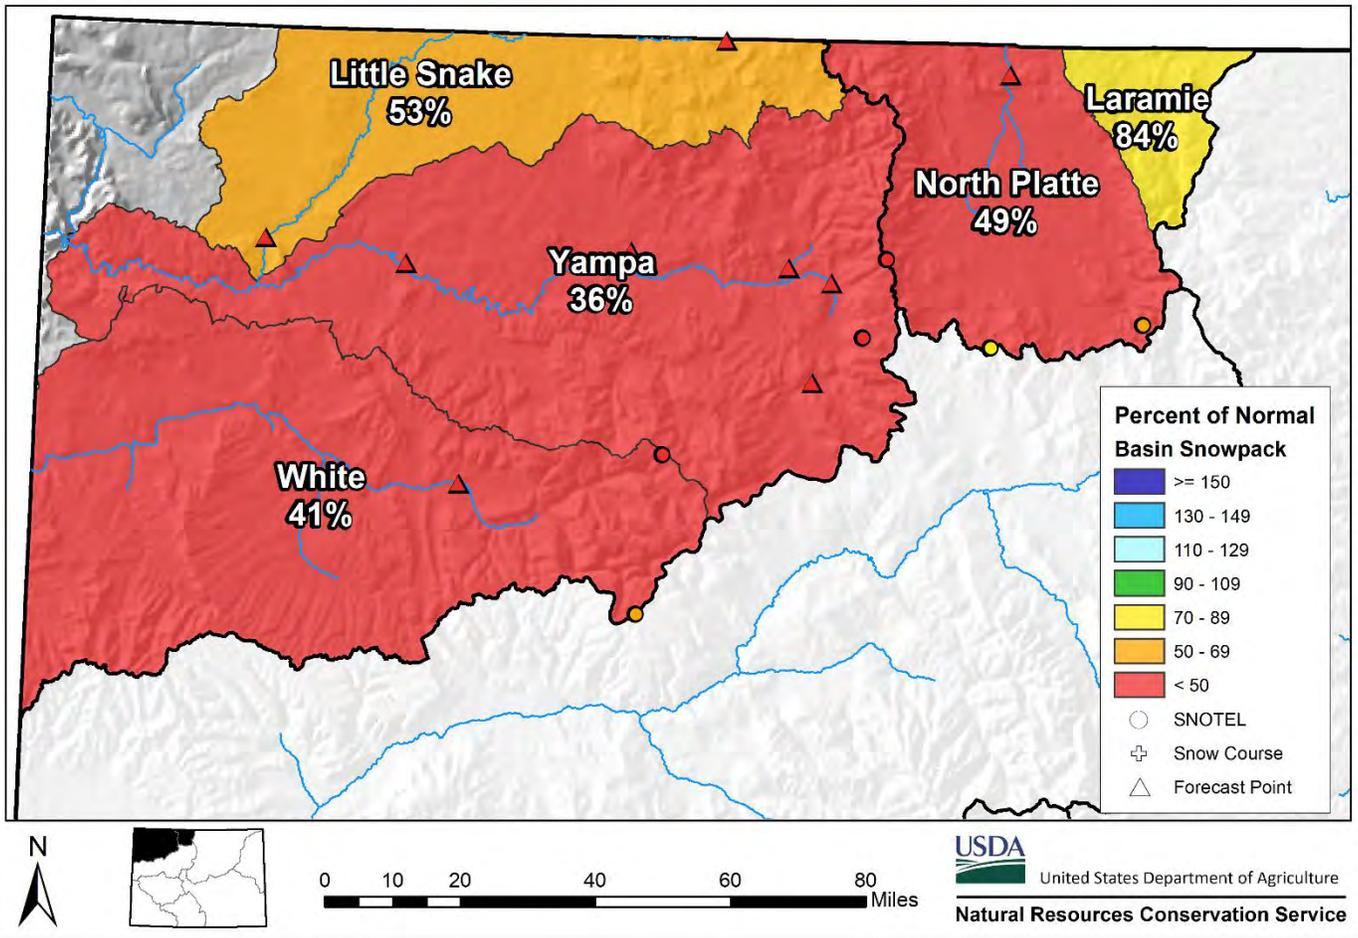 Little Snake
53%
Laramie
84%
North Platte
49%
Yampa
36%
White
41%
Percent of Normal
Basin Snowpack
>= 150
130 - 149
110 - 129
90 - 109
70 - 89
50 - 69
< 50
SNOTEL
Snow Course
Forecast Point
N
0 10 20 40 60 80
Miles
USDA
United States Department of Agriculture
Natural Resources Conservation Service